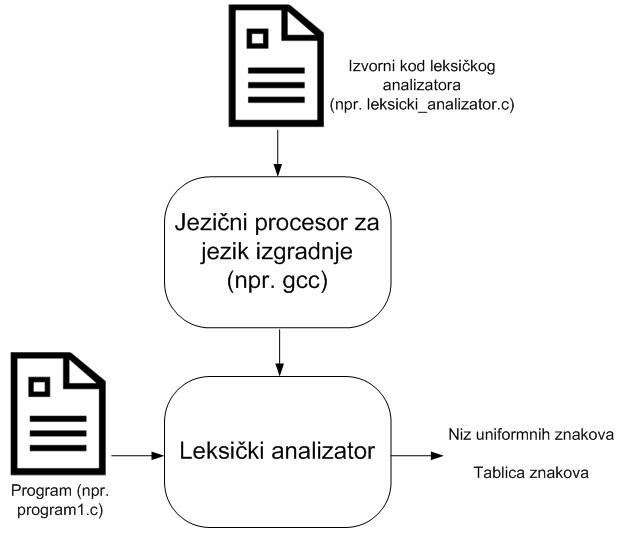 Izvorni kod leksičkog
analizatora
(npr. leksicki_analizator.c)
Jezični procesor za
jezik izgradnje
(npr. gcc)
Leksički analizator
Program (npr.
program1.c)
Niz uniformnih znakova
Tablica znakova